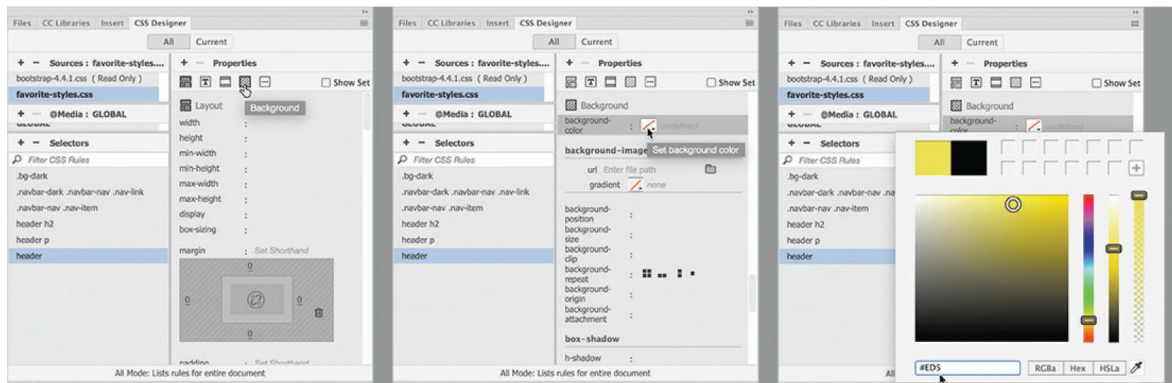 Files CC Libraries Insert CSS Designer
All Current
+ − Sources : favorite-styles....
bootstrap-4.4.1.css ( Read Only )
favorite-styles.css
+ − @Media : GLOBAL
GLOBAL
+ − Selectors
Filter CSS Rules
.bg-dark
.navbar-dark .navbar-nav .nav-link
.navbar-nav .nav-item
header h2
header p
header
+ − Properties
T
Show Set
Layout
Background
width :
height :
min-width :
min-height :
max-width :
max-height :
display :
box-sizing :
margin : Set Shorthand
0
0 0
0
padding : Set Shorthand
All Mode: Lists rules for entire document
Files CC Libraries Insert CSS Designer
All Current
+ − Sources : favorite-styles....
bootstrap-4.4.1.css ( Read Only )
favorite-styles.css
+ − @Media : GLOBAL
GLOBAL
+ − Selectors
Filter CSS Rules
.bg-dark
.navbar-dark .navbar-nav .nav-link
.navbar-nav .nav-item
header h2
header p
header
+ − Properties
T
Show Set
Background
background-
color : undefined
Set background color
background-image
url Enter file path
gradient none
background-
position :
background-
size :
background-
clip :
background-
repeat :
background-
origin :
background-
attachment :
box-shadow
h-shadow :
All Mode: Lists rules for entire document
Files CC Libraries Insert CSS Designer
All Current
+ − Sources : favorite-styles....
bootstrap-4.4.1.css ( Read Only )
favorite-styles.css
+ − @Media : GLOBAL
GLOBAL
+ − Selectors
Filter CSS Rules
.bg-dark
.navbar-dark .navbar-nav
.navbar-nav .nav-item
header h2
header p
header
+ − Properties
T
Show Set
Background
background-
color : undefined
+
#ED5
RGBa Hex HSLa